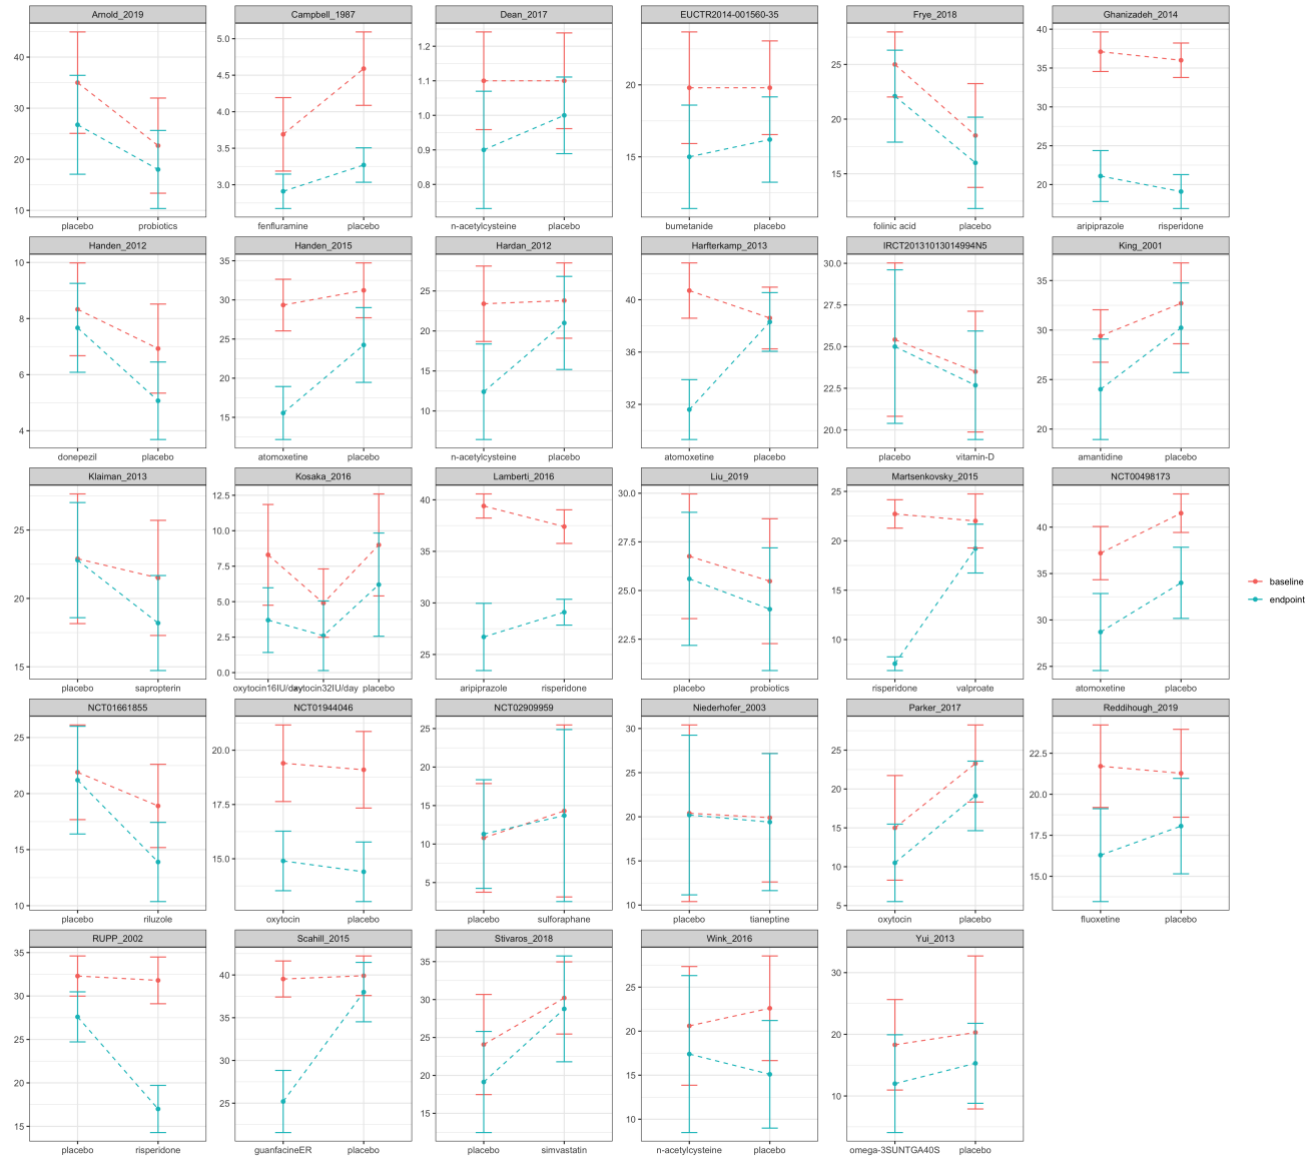 Arnold_2019 Campbell_1987 Dean_2017 EUCTR2014-001560-35 Frye_2018 Ghanizadeh_2014
40 30 20 10
5.0 4.5 4.0 3.5 3.0
1.2 1.1 1.0 0.9 0.8
20 15
25 20 15
40 35 30 25 20
placebo probiotics fenfluramine placebo n-acetylcysteine placebo bumetanide placebo folinic acid placebo aripiprazole risperidone
Handen_2012 Handen_2015 Hardan_2012 Harfterkamp_2013 IRCT20131013014994N5 King_2001
10 8 6 4
35 30 25 20 15
25 20 15 10
40 36 32
30.0 27.5 25.0 22.5 20.0
35 30 25 20
donepezil placebo atomoxetine placebo n-acetylcysteine placebo atomoxetine placebo placebo vitamin-D amantidine placebo
Klaiman_2013 Kosaka_2016 Lamberti_2016 Liu_2019 Martsenkovsky_2015 NCT00498173
25 20 15
12.5 10.0 7.5 5.0 2.5 0.0
40 35 30 25
30.0 27.5 25.0 22.5
25 20 15 10
40 35 30 25
baseline
endpoint
placebo sapropterin oxytocin16IU/day oxytocin32IU/day placebo aripiprazole risperidone placebo probiotics risperidone valproate atomoxetine placebo
NCT01661855 NCT01944046 NCT02909959 Niederhofer_2003 Parker_2017 Reddihough_2019
25 20 15 10
20.0 17.5 15.0
25 20 15 10 5
30 25 20 15 10
25 20 15 10 5
22.5 20.0 17.5 15.0
placebo riluzole oxytocin placebo placebo sulforaphane placebo tianeptine oxytocin placebo fluoxetine placebo
RUPP_2002 Scahill_2015 Stivaros_2018 Wink_2016 Yui_2013
35 30 25 20 15
40 35 30 25
35 30 25 20 15
25 20 15 10
30 20 10
placebo risperidone guanfacineER placebo placebo simvastatin n-acetylcysteine placebo omega-3SUNTGA40S placebo